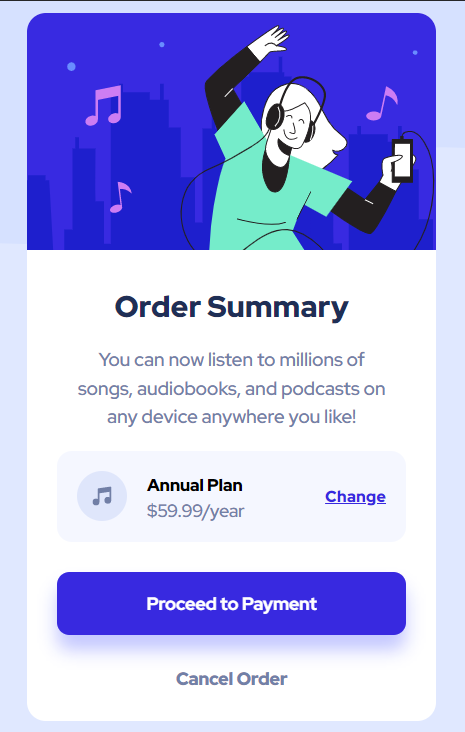 Order Summary
You can now listen to millions of
songs, audiobooks, and podcasts on
any device anywhere you like!
Annual Plan
$59.99/year
Change
Proceed to Payment
Cancel Order